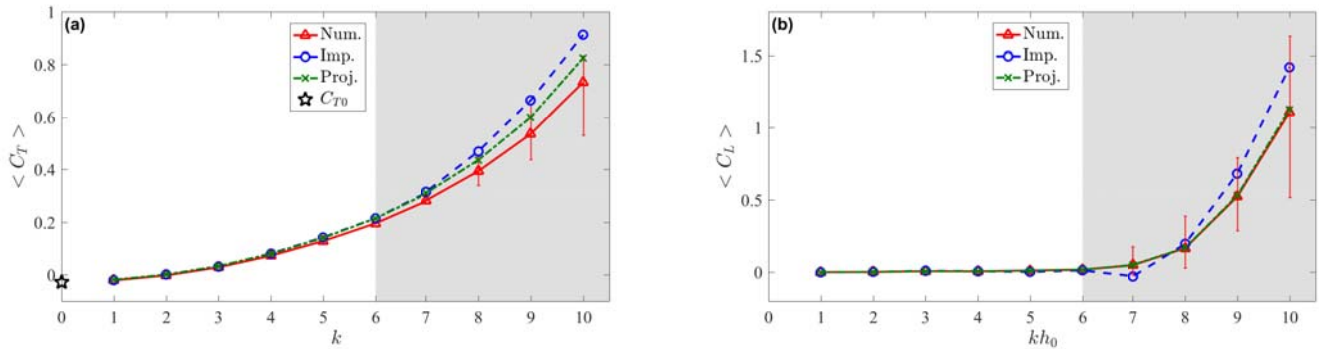 (a)
Num.
Imp.
Proj.
C_{T0}
< C_T >
1
0.8
0.6
0.4
0.2
0
0 1 2 3 4 5 6 7 8 9 10
k
(b)
Num.
Imp.
Proj.
< C_L >
1.5
1
0.5
0
0 1 2 3 4 5 6 7 8 9 10
kh_0